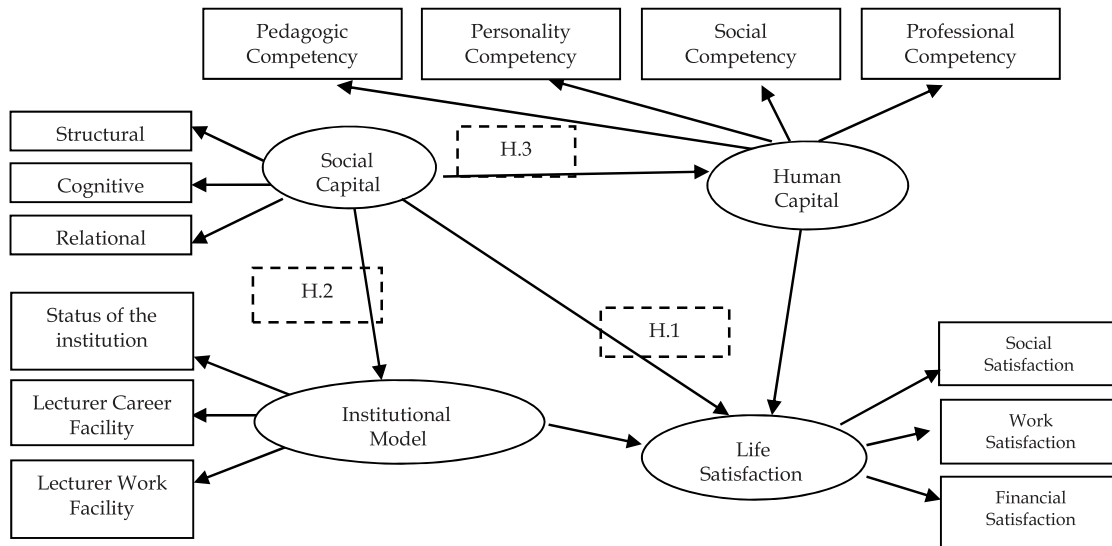 Pedagogic
Competency
Personality
Competency
Social
Competency
Professional
Competency
Structural
Cognitive
Relational
Social
Capital
H.3
Human
Capital
H.2
H.1
Status of the
institution
Lecturer Career
Facility
Lecturer Work
Facility
Institutional
Model
Life
Satisfaction
Social
Satisfaction
Work
Satisfaction
Financial
Satisfaction